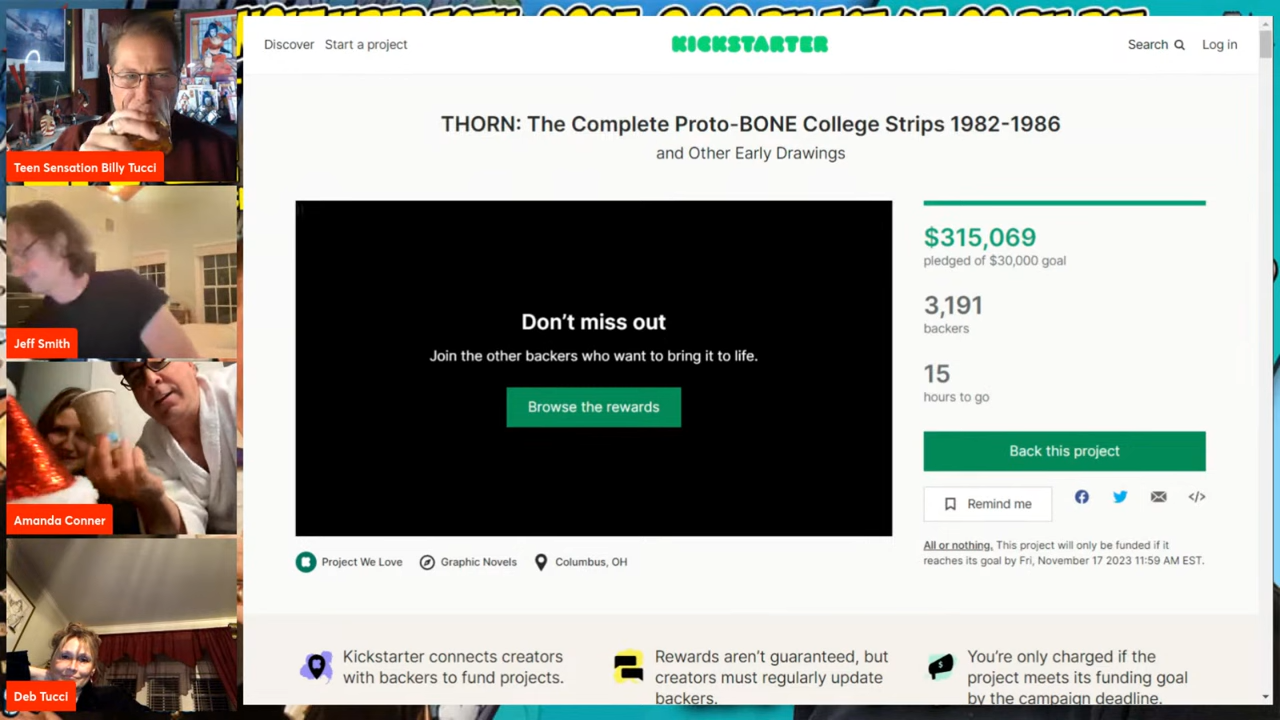 Discover Start a project
KICKSTARTER
Search
Log in
THORN: The Complete Proto-BONE College Strips 1982-1986
and Other Early Drawings
Teen Sensation Billy Tucci
Jeff Smith
Amanda Conner
Deb Tucci
Don't miss out
Join the other backers who want to bring it to life.
Browse the rewards
$315,069
pledged of $30,000 goal
3,191
backers
15
hours to go
Back this project
Remind me
All or nothing. This project will only be funded if it
reaches its goal by Fri, November 17 2023 11:59 AM EST.
Project We Love
Graphic Novels
Columbus, OH
Kickstarter connects creators
with backers to fund projects.
Rewards aren't guaranteed, but
creators must regularly update
backers.
You're only charged if the
project meets its funding goal
by the campaign deadline.